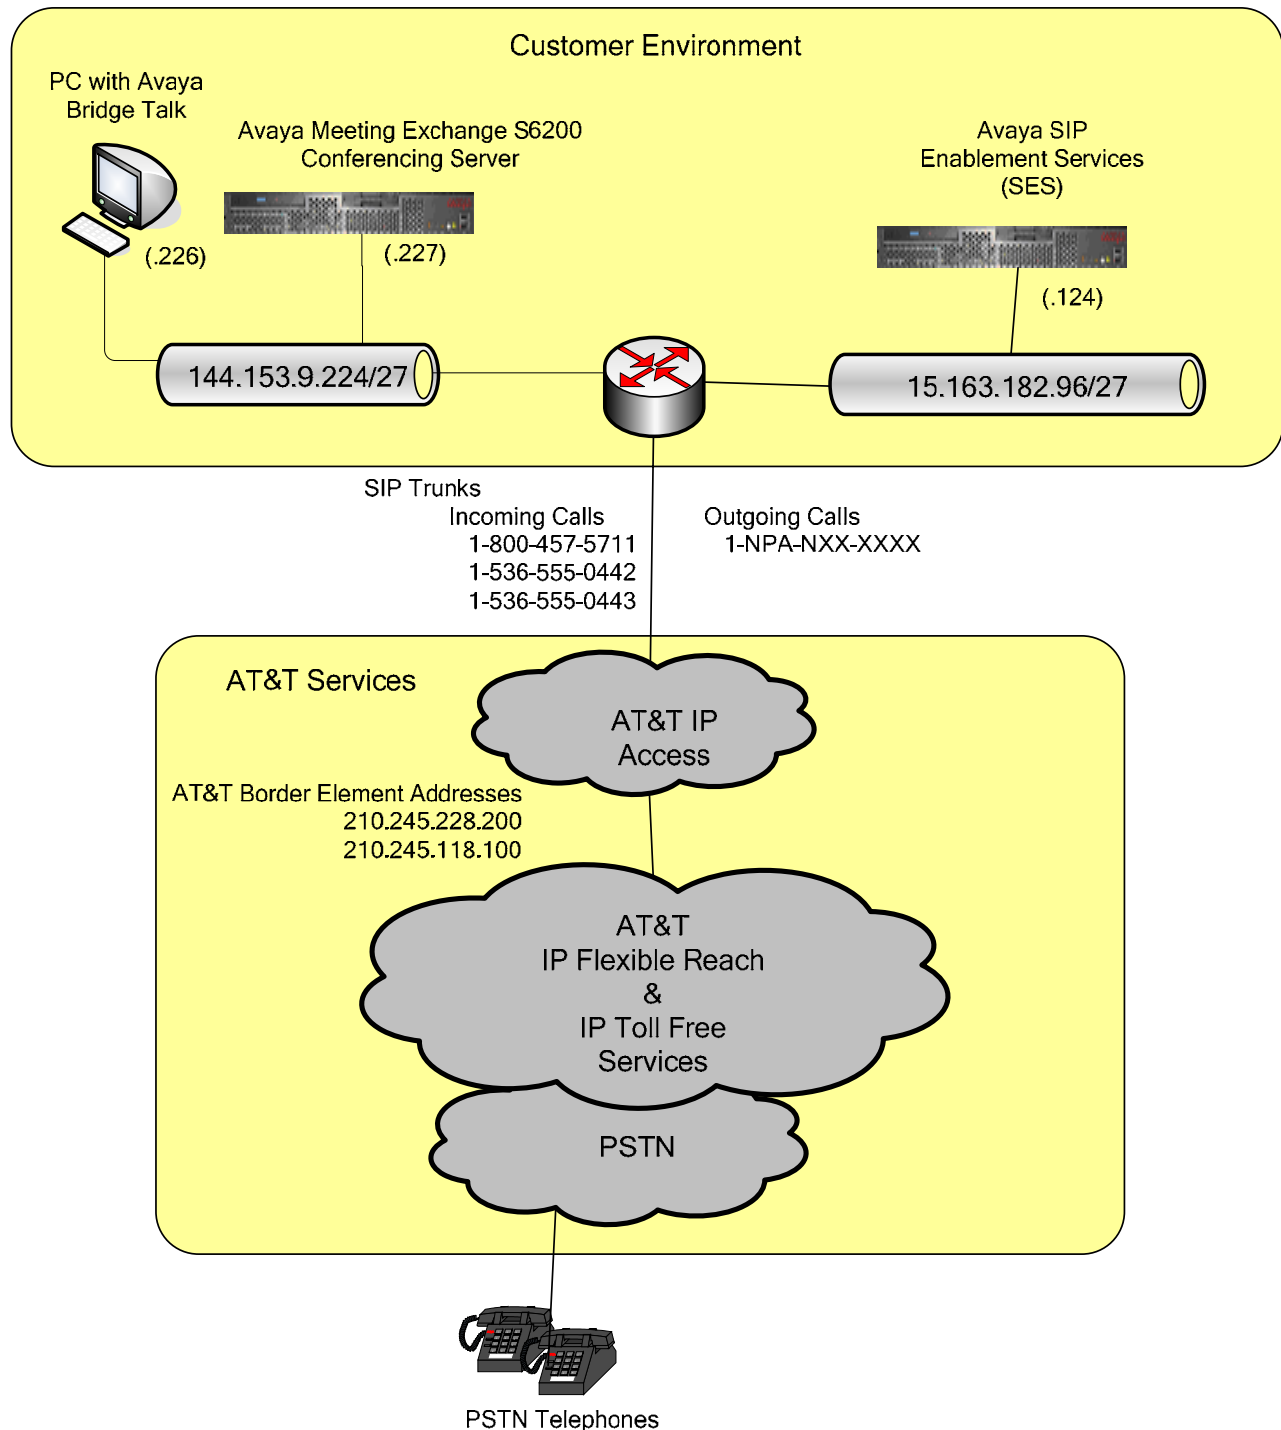 Customer Environment
PC with Avaya
Bridge Talk
Avaya Meeting Exchange S6200
Conferencing Server
Avaya SIP
Enablement Services
(SES)
(.226)
(.227)
(.124)
144.153.9.224/27
15.163.182.96/27
SIP Trunks
Incoming Calls
1-800-457-5711
1-536-555-0442
1-536-555-0443
Outgoing Calls
1-NPA-NXX-XXXX
AT&T Services
AT&T IP
Access
AT&T Border Element Addresses
210.245.228.200
210.245.118.100
AT&T
IP Flexible Reach
&
IP Toll Free
Services
PSTN
PSTN Telephones